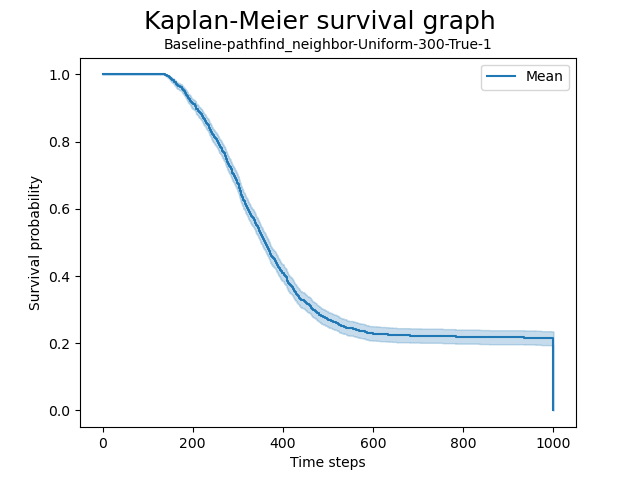 Kaplan-Meier survival graph
Baseline-pathfind_neighbor-Uniform-300-True-1
Mean
1.0
0.8
0.6
0.4
0.2
0.0
Survival probability
0 200 400 600 800 1000
Time steps